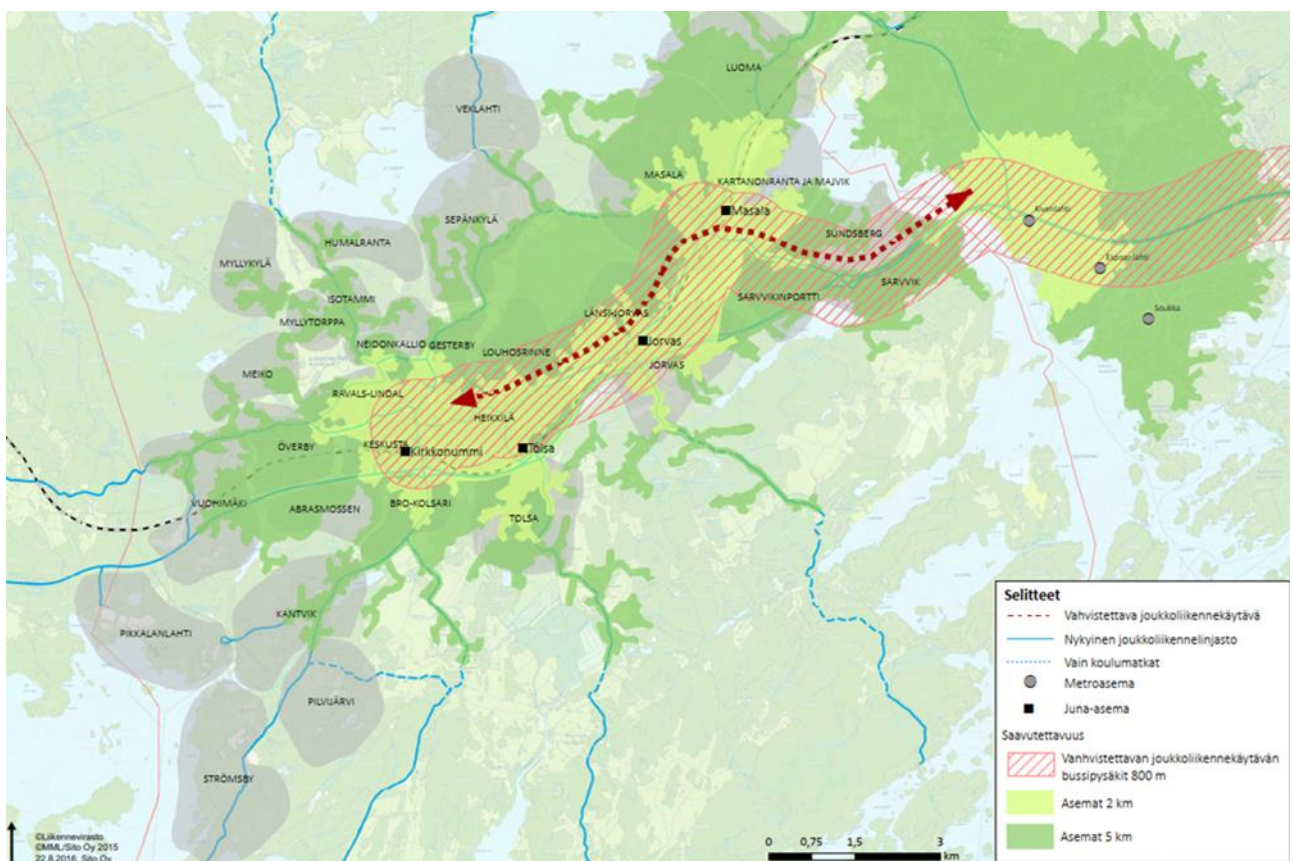 LUOMA
VEKLAHTI
MASALA
KARTANONRANTA JA MAJVIK
Masala
SEPÄNKYLÄ
SUNDSBERG
Kivenlahti
HUMALRANTA
MYLLYKYLÄ
Espoonlahti
SARVVIK
ISOTAMMI
SARVVIKINPORTTI
MYLLYTORPPA
LÄNSI-JORVAS
Soukka
NEIDONKALLIO
GESTERBY
LOUHOSRINNE
Jorvas
JORVAS
MEIKO
RAVALS-LINDAL
HEIKKILÄ
ÖVERBY
KESKUSTA
Kirkkonummi
Tolsa
VUOHIMÄKI
ABRASMOSSEN
BRO-KOLSARI
TOLSA
KANTVIK
PIKKALANLAHTI
PILVIJÄRVI
STRÖMSBY
Selitteet
Vahvistettava joukkoliikennekäytävä
Nykyinen joukkoliikennelinjasto
Vain koulumatkat
Metroasema
Juna-asema
Saavutettavuus
Vanhvistettavan joukkoliikennekäytävän
bussipysäkit 800 m
Asemat 2 km
Asemat 5 km
0 0,75 1,5 3
km
©Liikennevirasto
©MML/Sito Oy 2015
22.8.2016, Sito Oy